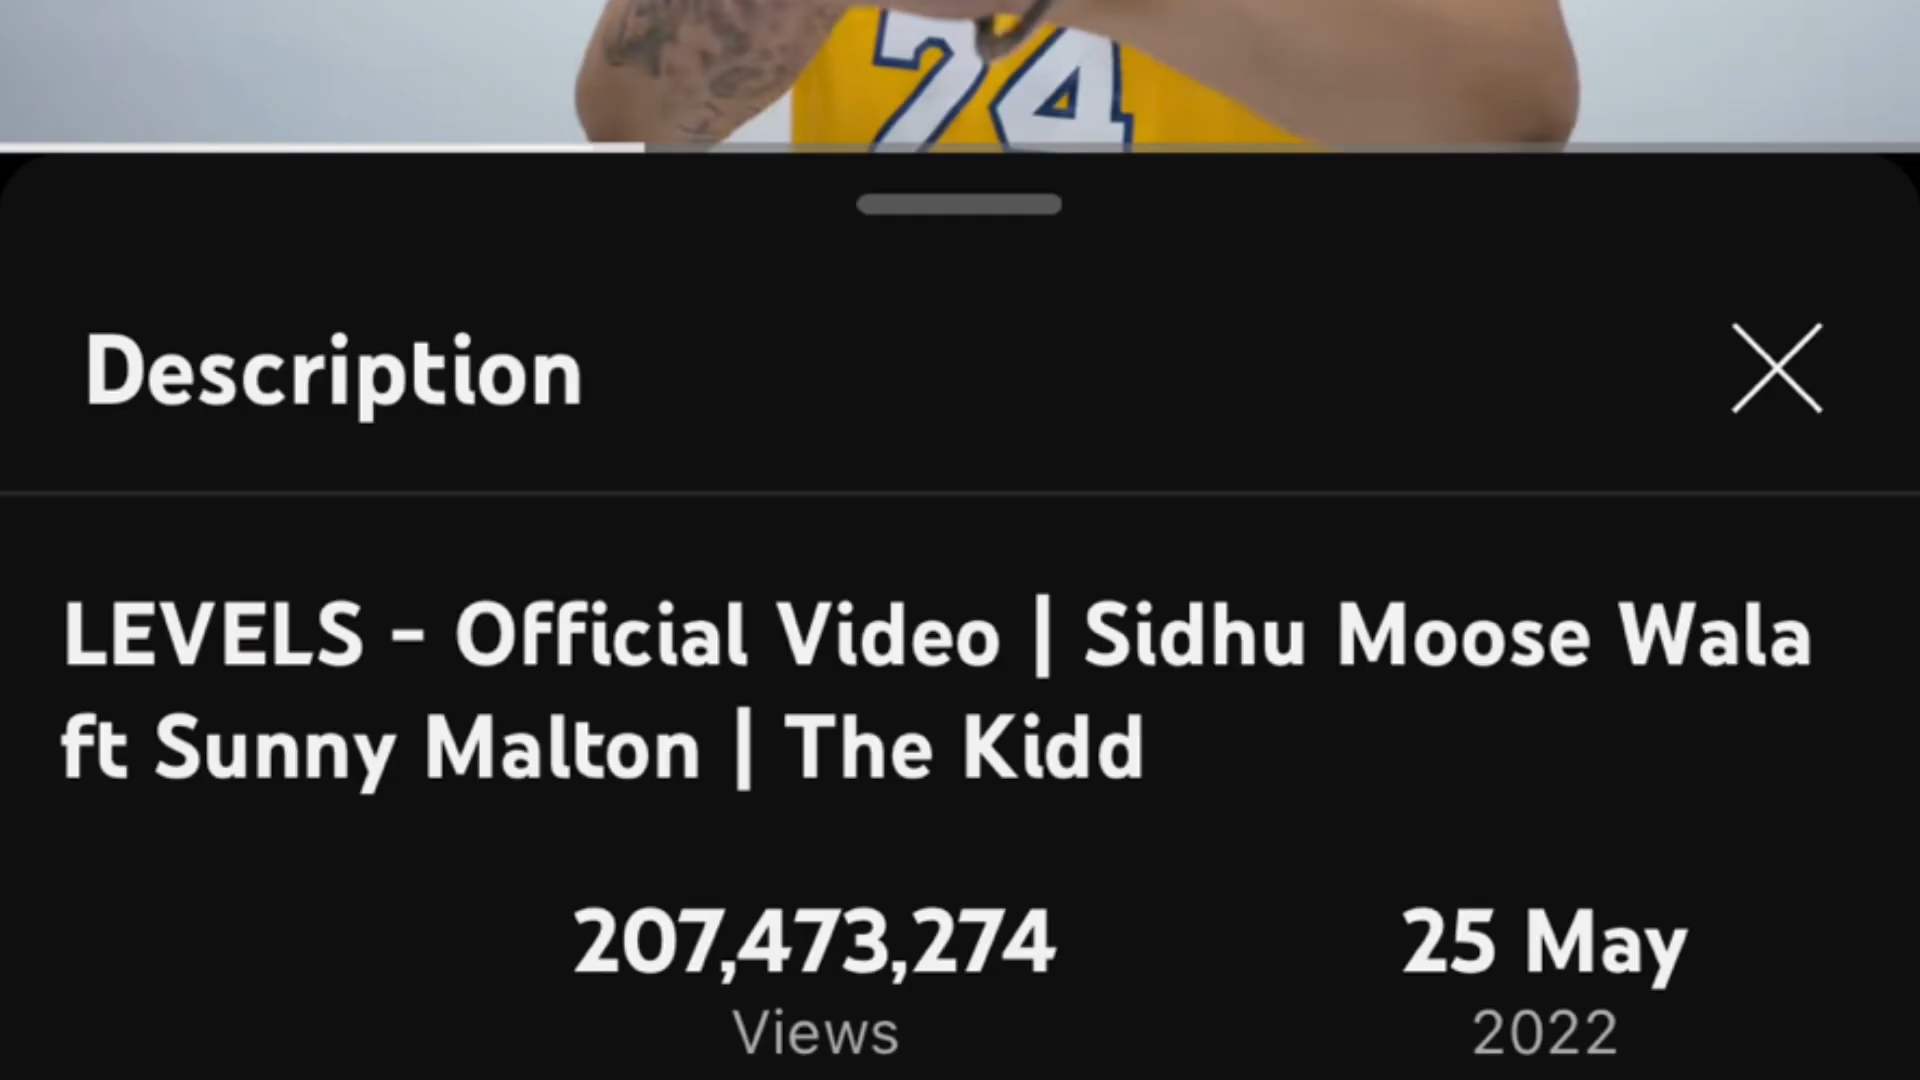 24
Description
LEVELS - Official Video | Sidhu Moose Wala
ft Sunny Malton | The Kidd
207,473,274
Views
25 May
2022